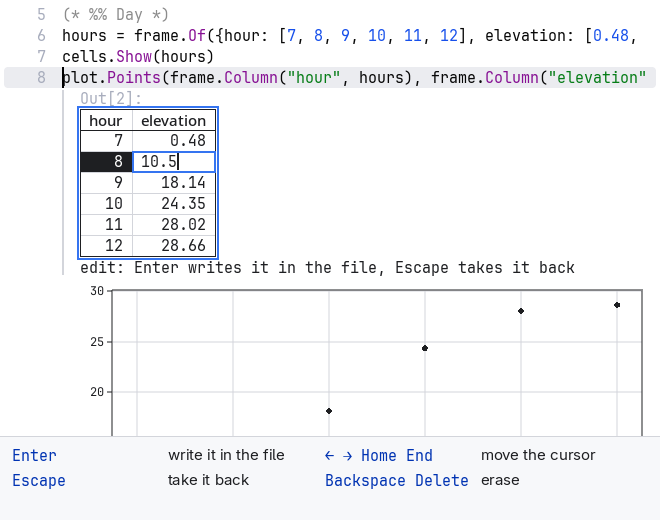 5 (* %% Day *)
6 hours = frame.Of({hour: [7, 8, 9, 10, 11, 12], elevation: [0.48,
7 cells.Show(hours)
8 plot.Points(frame.Column("hour", hours), frame.Column("elevation"
Out[2]:
hour elevation
7 0.48
8 10.5
9 18.14
10 24.35
11 28.02
12 28.66
edit: Enter writes it in the file, Escape takes it back
30
25
20
Enter write it in the file ← → Home End move the cursor
Escape take it back Backspace Delete erase